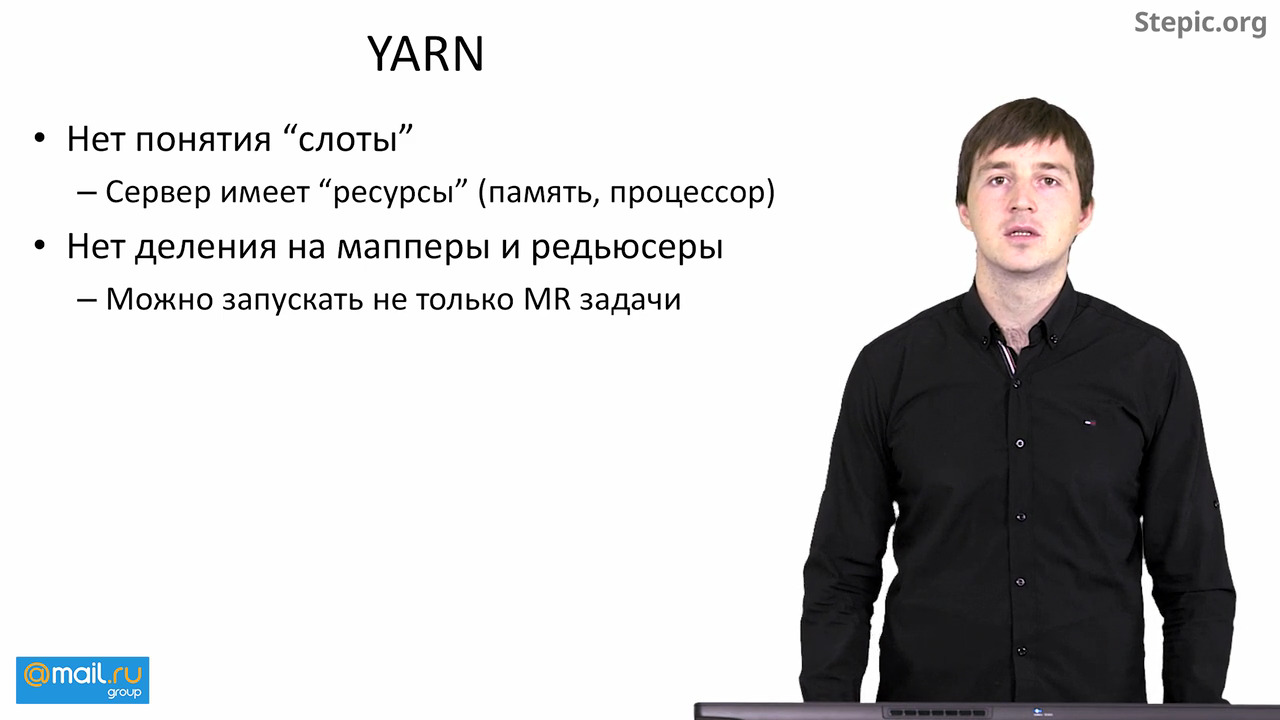 Stepic.org
YARN
• Нет понятия “слоты”
– Сервер имеет “ресурсы” (память, процессор)
• Нет деления на мапперы и редьюсеры
– Можно запускать не только MR задачи
@mail.ru
group